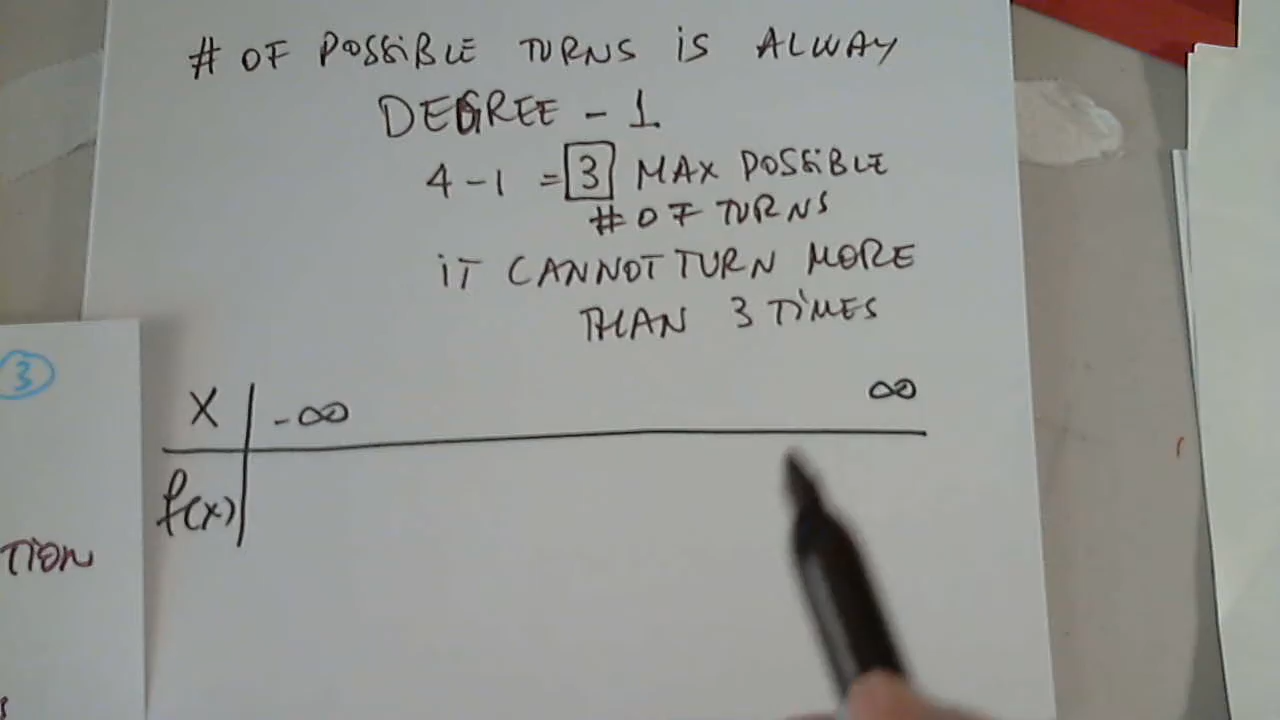 # OF POSSiBLE TURNS iS ALWAY
DEGREE - 1
4 - 1 = 3 MAX POSSiBLE
# OF TURNS
iT CANNOT TURN MORE
THAN 3 TiMES
3
X -∞ ∞
f(x)
TiON